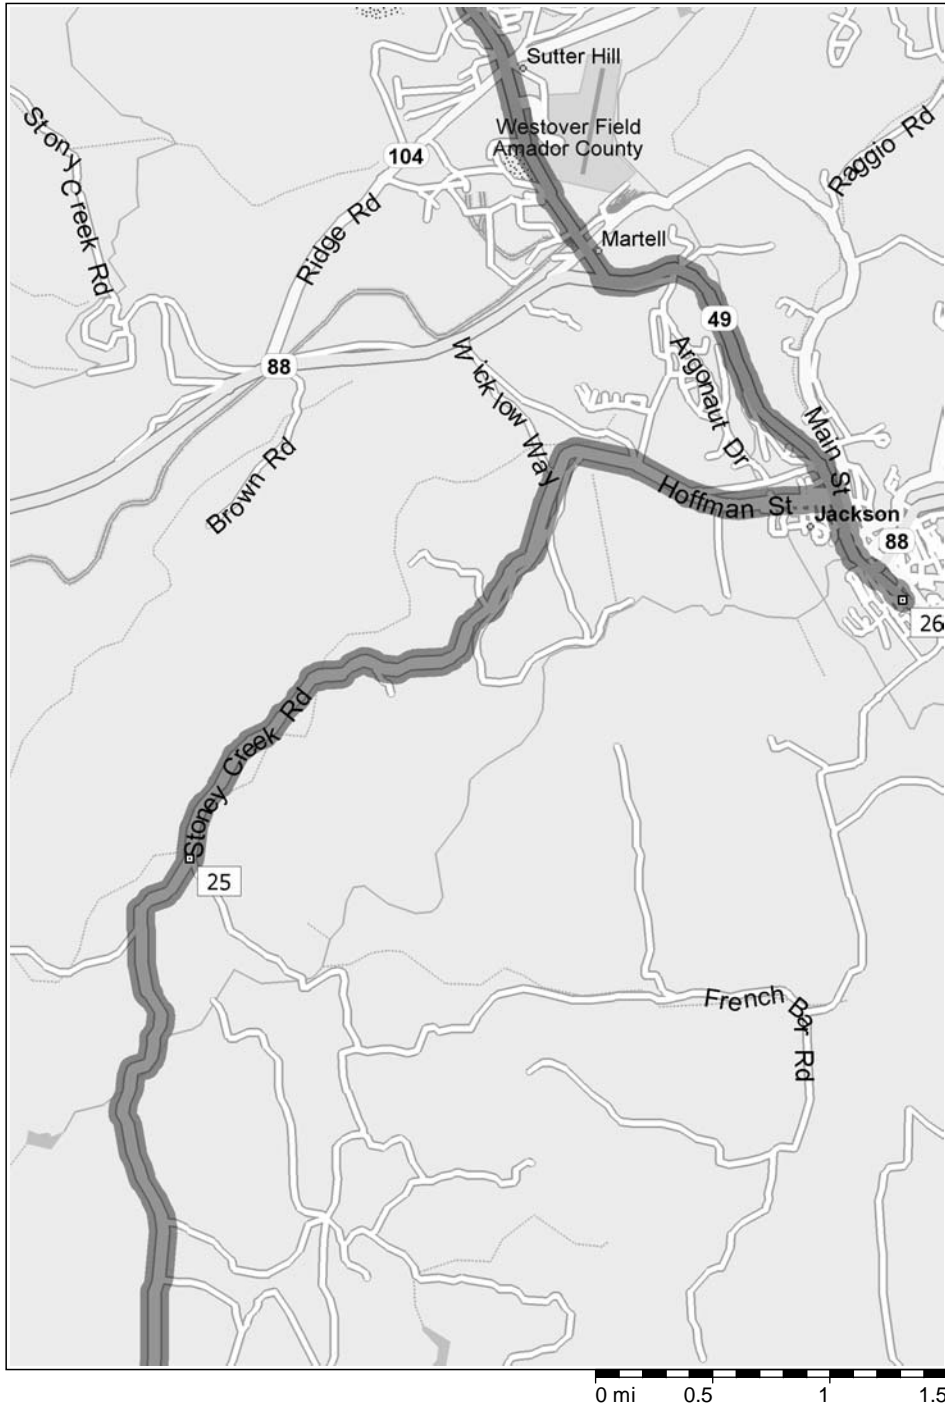 Sutter Hill
Westover Field
Amador County
Raggio Rd
Stony Creek Rd
104
Ridge Rd
Martell
49
88
Wicklow Way
Argonaut Dr
Main St
Brown Rd
Hoffman St
Jackson
88
26
Stoney Creek Rd
25
French Bar Rd
0 mi 0.5 1 1.5